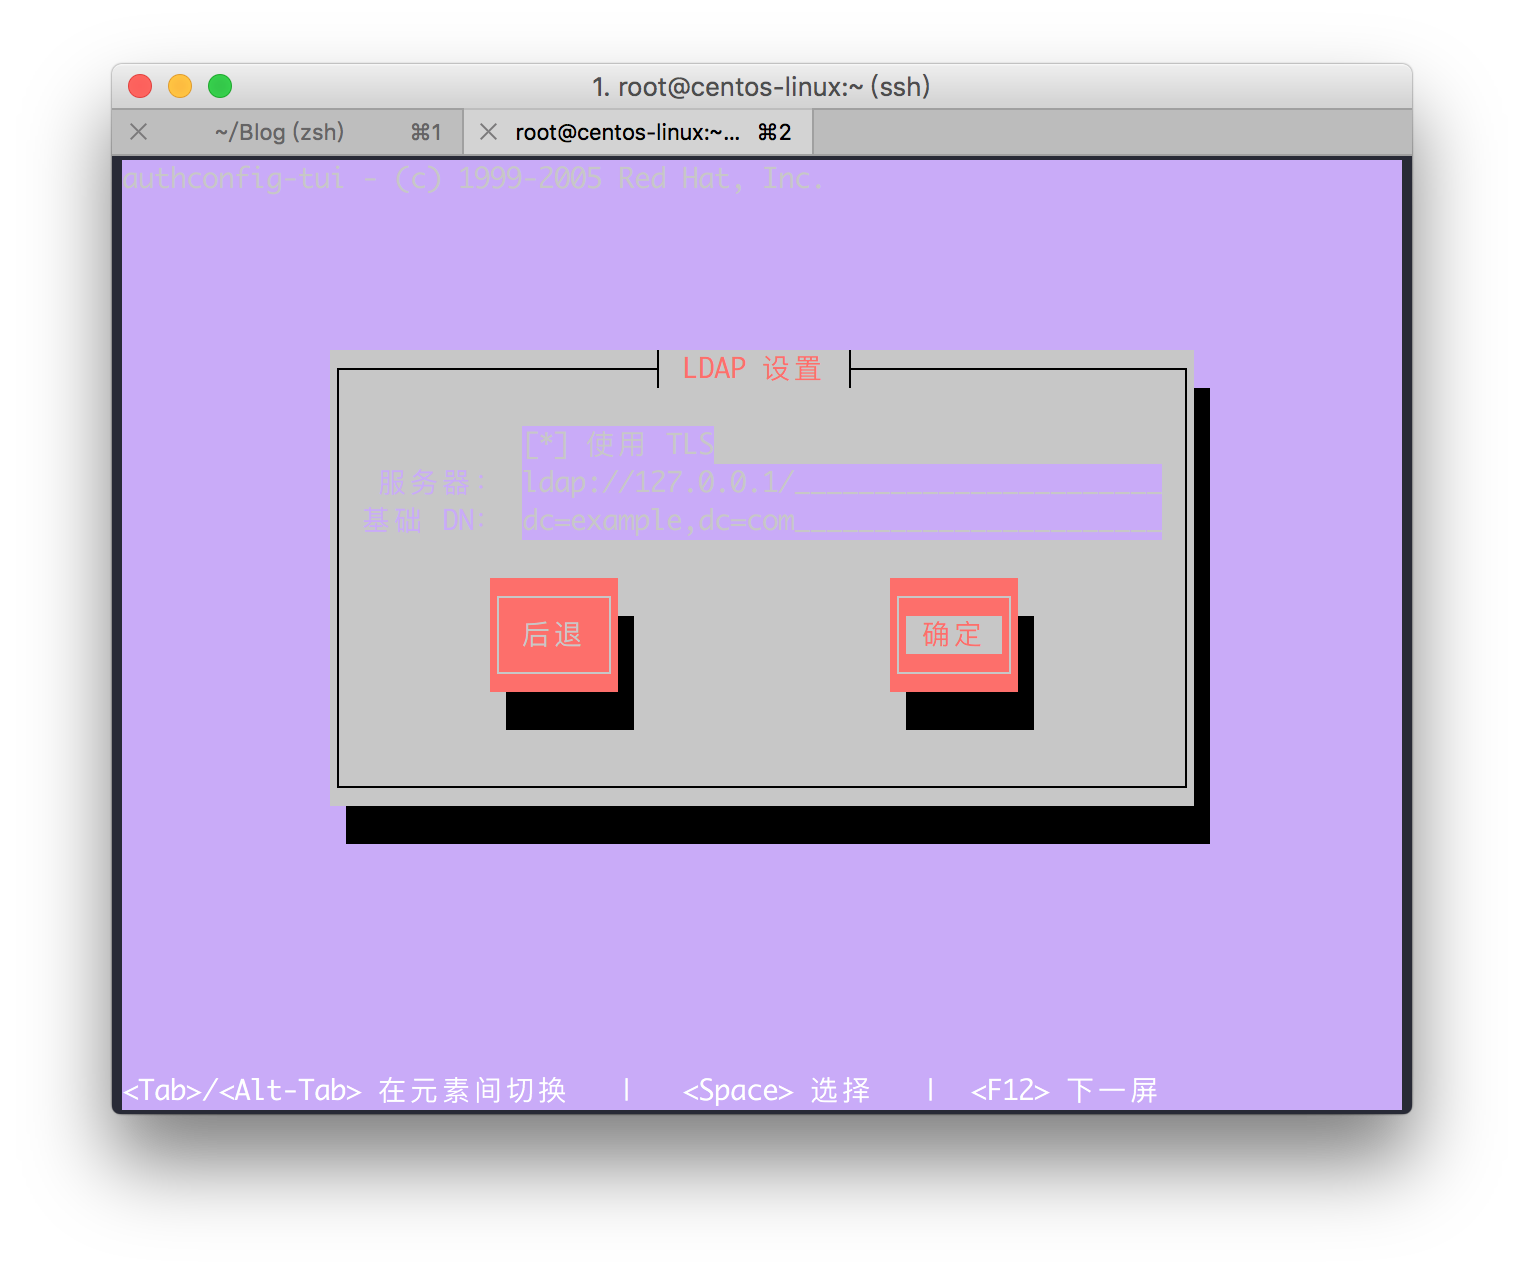 1. root@centos-linux:~ (ssh)
~/Blog (zsh) ⌘1 root@centos-linux:~... ⌘2
authconfig-tui - (c) 1999-2005 Red Hat, Inc.
LDAP 设置
[*] 使用 TLS
服务器: ldap://127.0.0.1/_______________________
基础 DN: dc=example,dc=com_______________________
后退 确定
<Tab>/<Alt-Tab> 在元素间切换 | <Space> 选择 | <F12> 下一屏